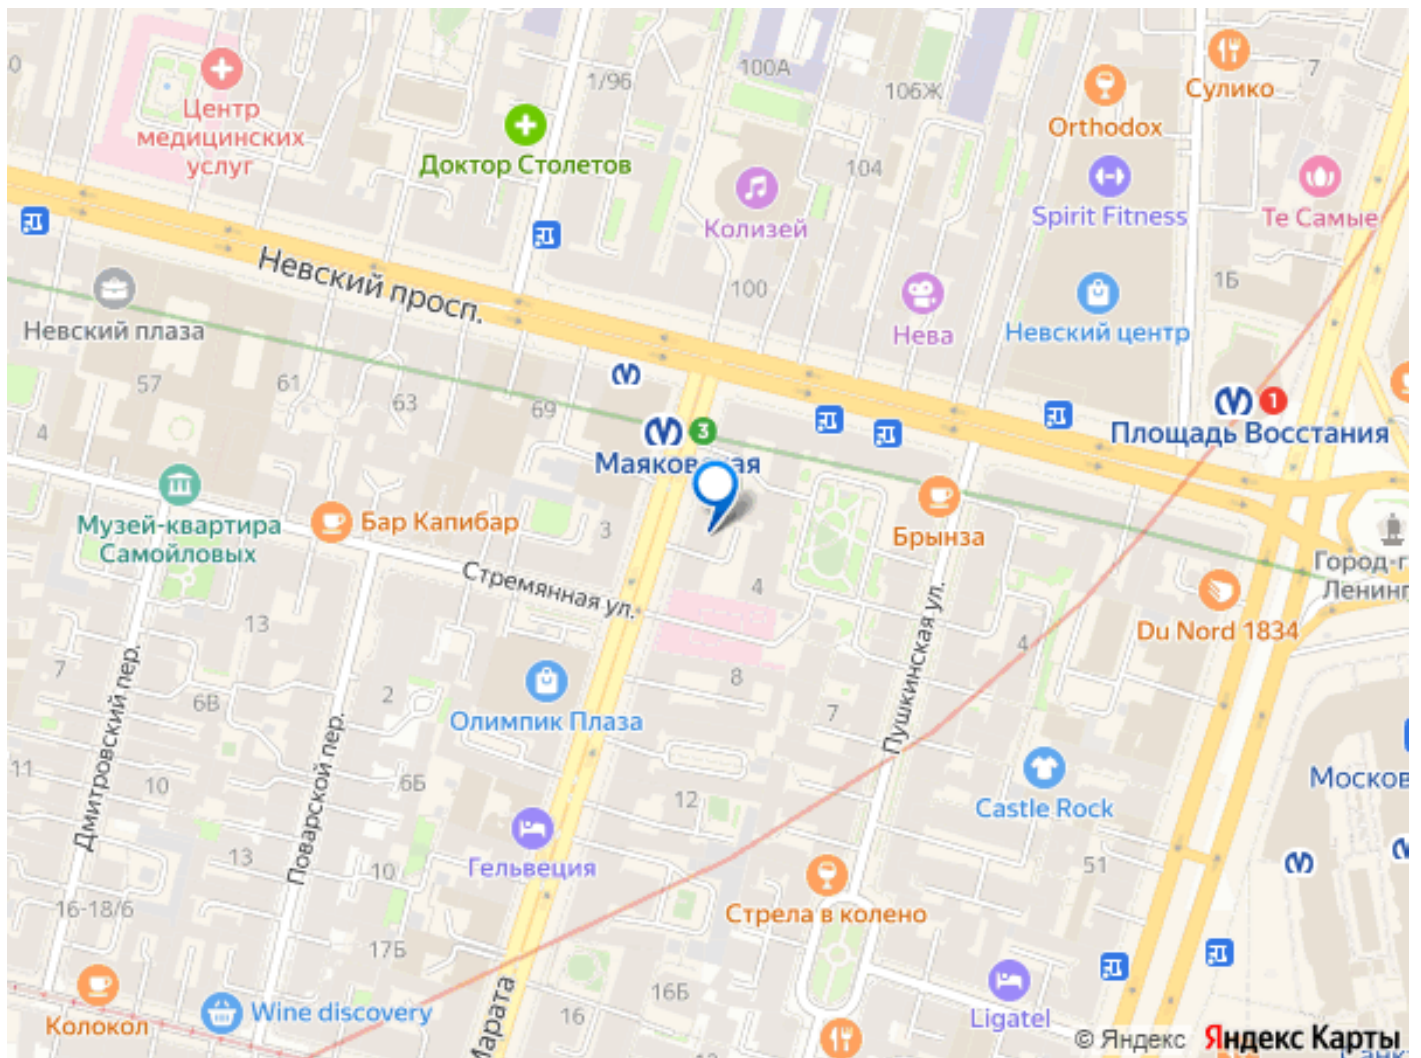 1/96
100А
106Ж
Сулико
7
0
Центр
медицинских
услуг
Доктор Столетов
Orthodox
104
Колизей
Spirit Fitness
Те Самые
Невский просп.
100
1Б
Невский плаза
Нева
Невский центр
57
61
63
69
4
3
Маяковская
1
Площадь Восстания
Музей-квартира
Самойловых
Бар Капибар
3
Брынза
Стремянная ул.
4
Город-г
Ленинг
Du Nord 1834
13
7
6В
2
8
7
4
Пушкинская ул.
Олимпик Плаза
Дмитровский пер.
Поварской пер.
11
10
6Б
12
Москов
Castle Rock
Гельвеция
13
10
51
16-18/6
17Б
Стрела в колено
16Б
16
Марата
Колокол
Wine discovery
Ligatel
© Яндекс Яндекс Карты